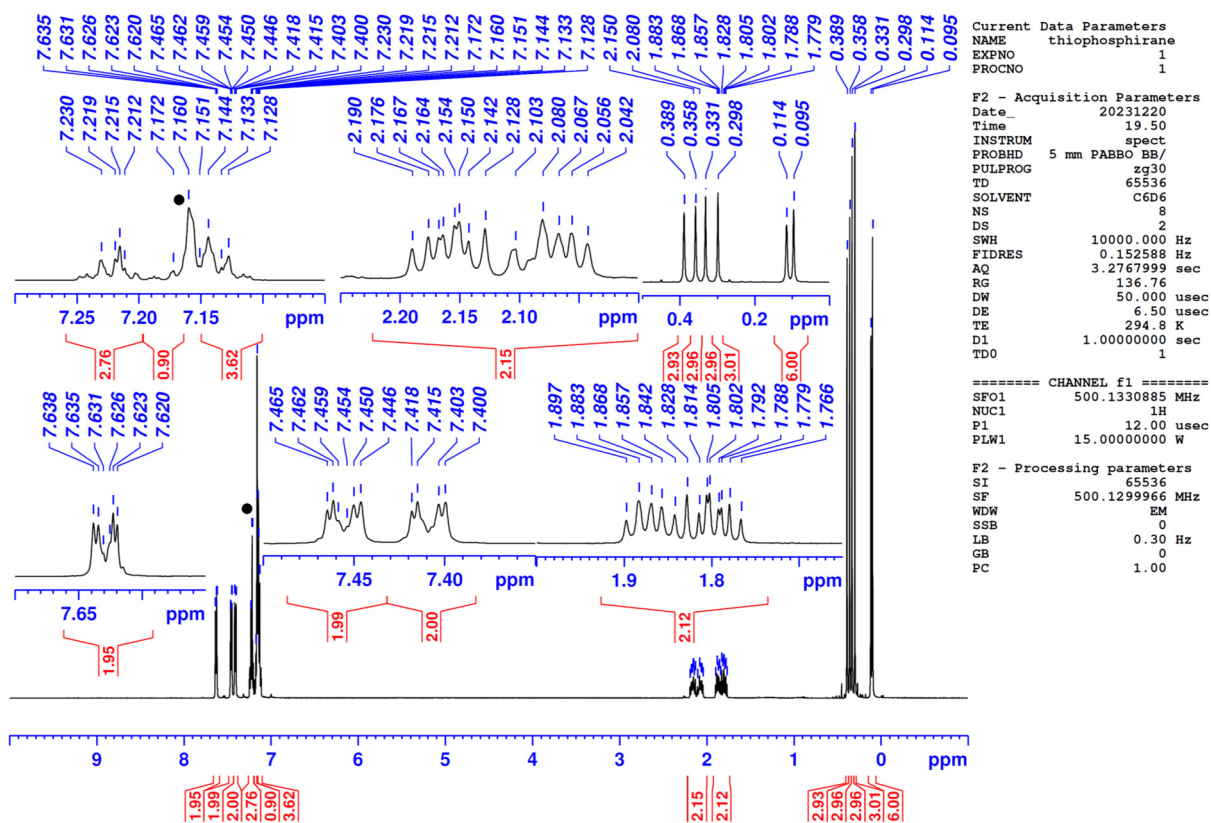 7.635 7.631 7.626 7.623 7.620 7.465 7.462 7.459 7.454 7.450 7.446 7.418 7.415 7.403 7.400 7.230 7.219 7.215 7.212 7.172 7.160 7.151 7.144 7.133 7.128 2.150 2.080 1.883 1.868 1.857 1.828 1.805 1.802 1.788 1.779 0.389 0.358 0.331 0.298 0.114 0.095
7.230 7.219 7.215 7.212 7.172 7.160 7.151 7.144 7.133 7.128
7.25 7.20 7.15 ppm
2.76 0.90 3.62
2.190 2.176 2.167 2.164 2.154 2.150 2.142 2.128 2.103 2.080 2.067 2.056 2.042
2.20 2.15 2.10 ppm
2.15
0.389 0.358 0.331 0.298 0.114 0.095
0.4 0.2 ppm
2.93 2.96 2.96 3.01 6.00
7.638 7.635 7.631 7.626 7.623 7.620
7.65 ppm
1.95
7.465 7.462 7.459 7.454 7.450 7.446 7.418 7.415 7.403 7.400
7.45 7.40 ppm
1.99 2.00
1.897 1.883 1.868 1.857 1.842 1.828 1.814 1.805 1.802 1.792 1.788 1.779 1.766
1.9 1.8 ppm
2.12
9 8 7 6 5 4 3 2 1 0 ppm
1.95 1.99 2.00 2.76 0.90 3.62 2.15 2.12 2.93 2.96 2.96 3.01 6.00
Current Data Parameters
NAME thiophosphirane
EXPNO 1
PROCNO 1
F2 - Acquisition Parameters
Date_ 20231220
Time 19.50
INSTRUM spect
PROBHD 5 mm PABBO BB/
PULPROG zg30
TD 65536
SOLVENT C6D6
NS 8
DS 2
SWH 10000.000 Hz
FIDRES 0.152588 Hz
AQ 3.2767999 sec
RG 136.76
DW 50.000 usec
DE 6.50 usec
TE 294.8 K
D1 1.00000000 sec
TD0 1
======== CHANNEL f1 ========
SFO1 500.1330885 MHz
NUC1 1H
P1 12.00 usec
PLW1 15.00000000 W
F2 - Processing parameters
SI 65536
SF 500.1299966 MHz
WDW EM
SSB 0
LB 0.30 Hz
GB 0
PC 1.00